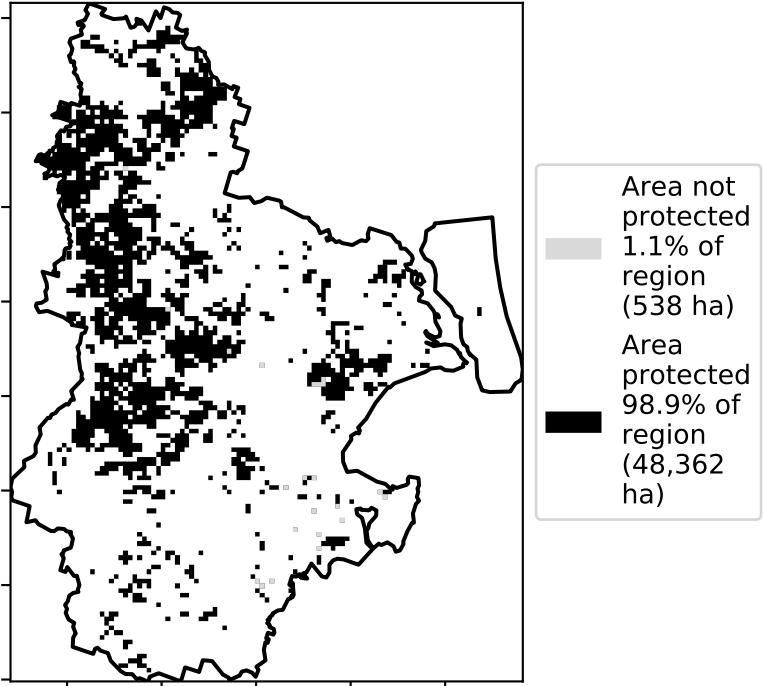 Area not
protected
1.1% of
region
(538 ha)
Area
protected
98.9% of
region
(48,362
ha)